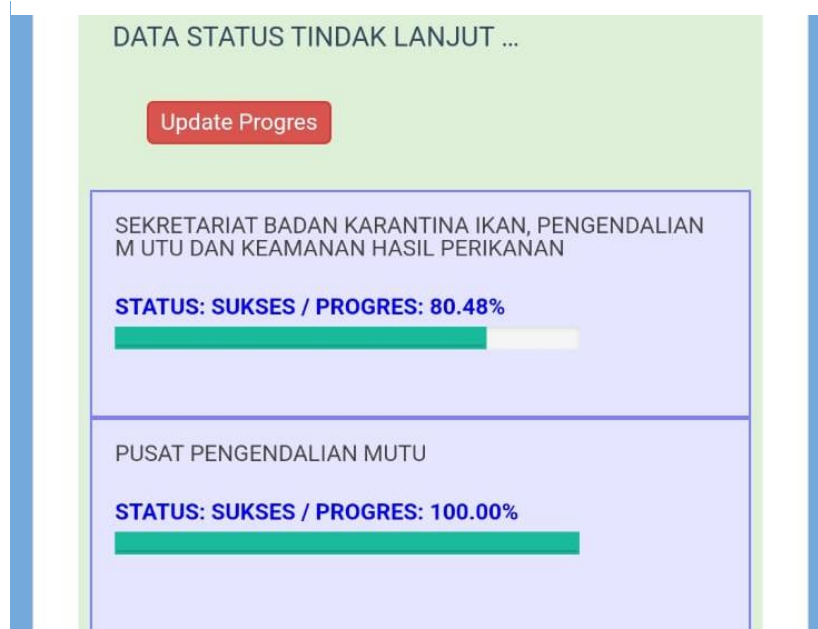 DATA STATUS TINDAK LANJUT ...
Update Progres
SEKRETARIAT BADAN KARANTINA IKAN, PENGENDALIAN
M UTU DAN KEAMANAN HASIL PERIKANAN
STATUS: SUKSES / PROGRES: 80.48%
PUSAT PENGENDALIAN MUTU
STATUS: SUKSES / PROGRES: 100.00%